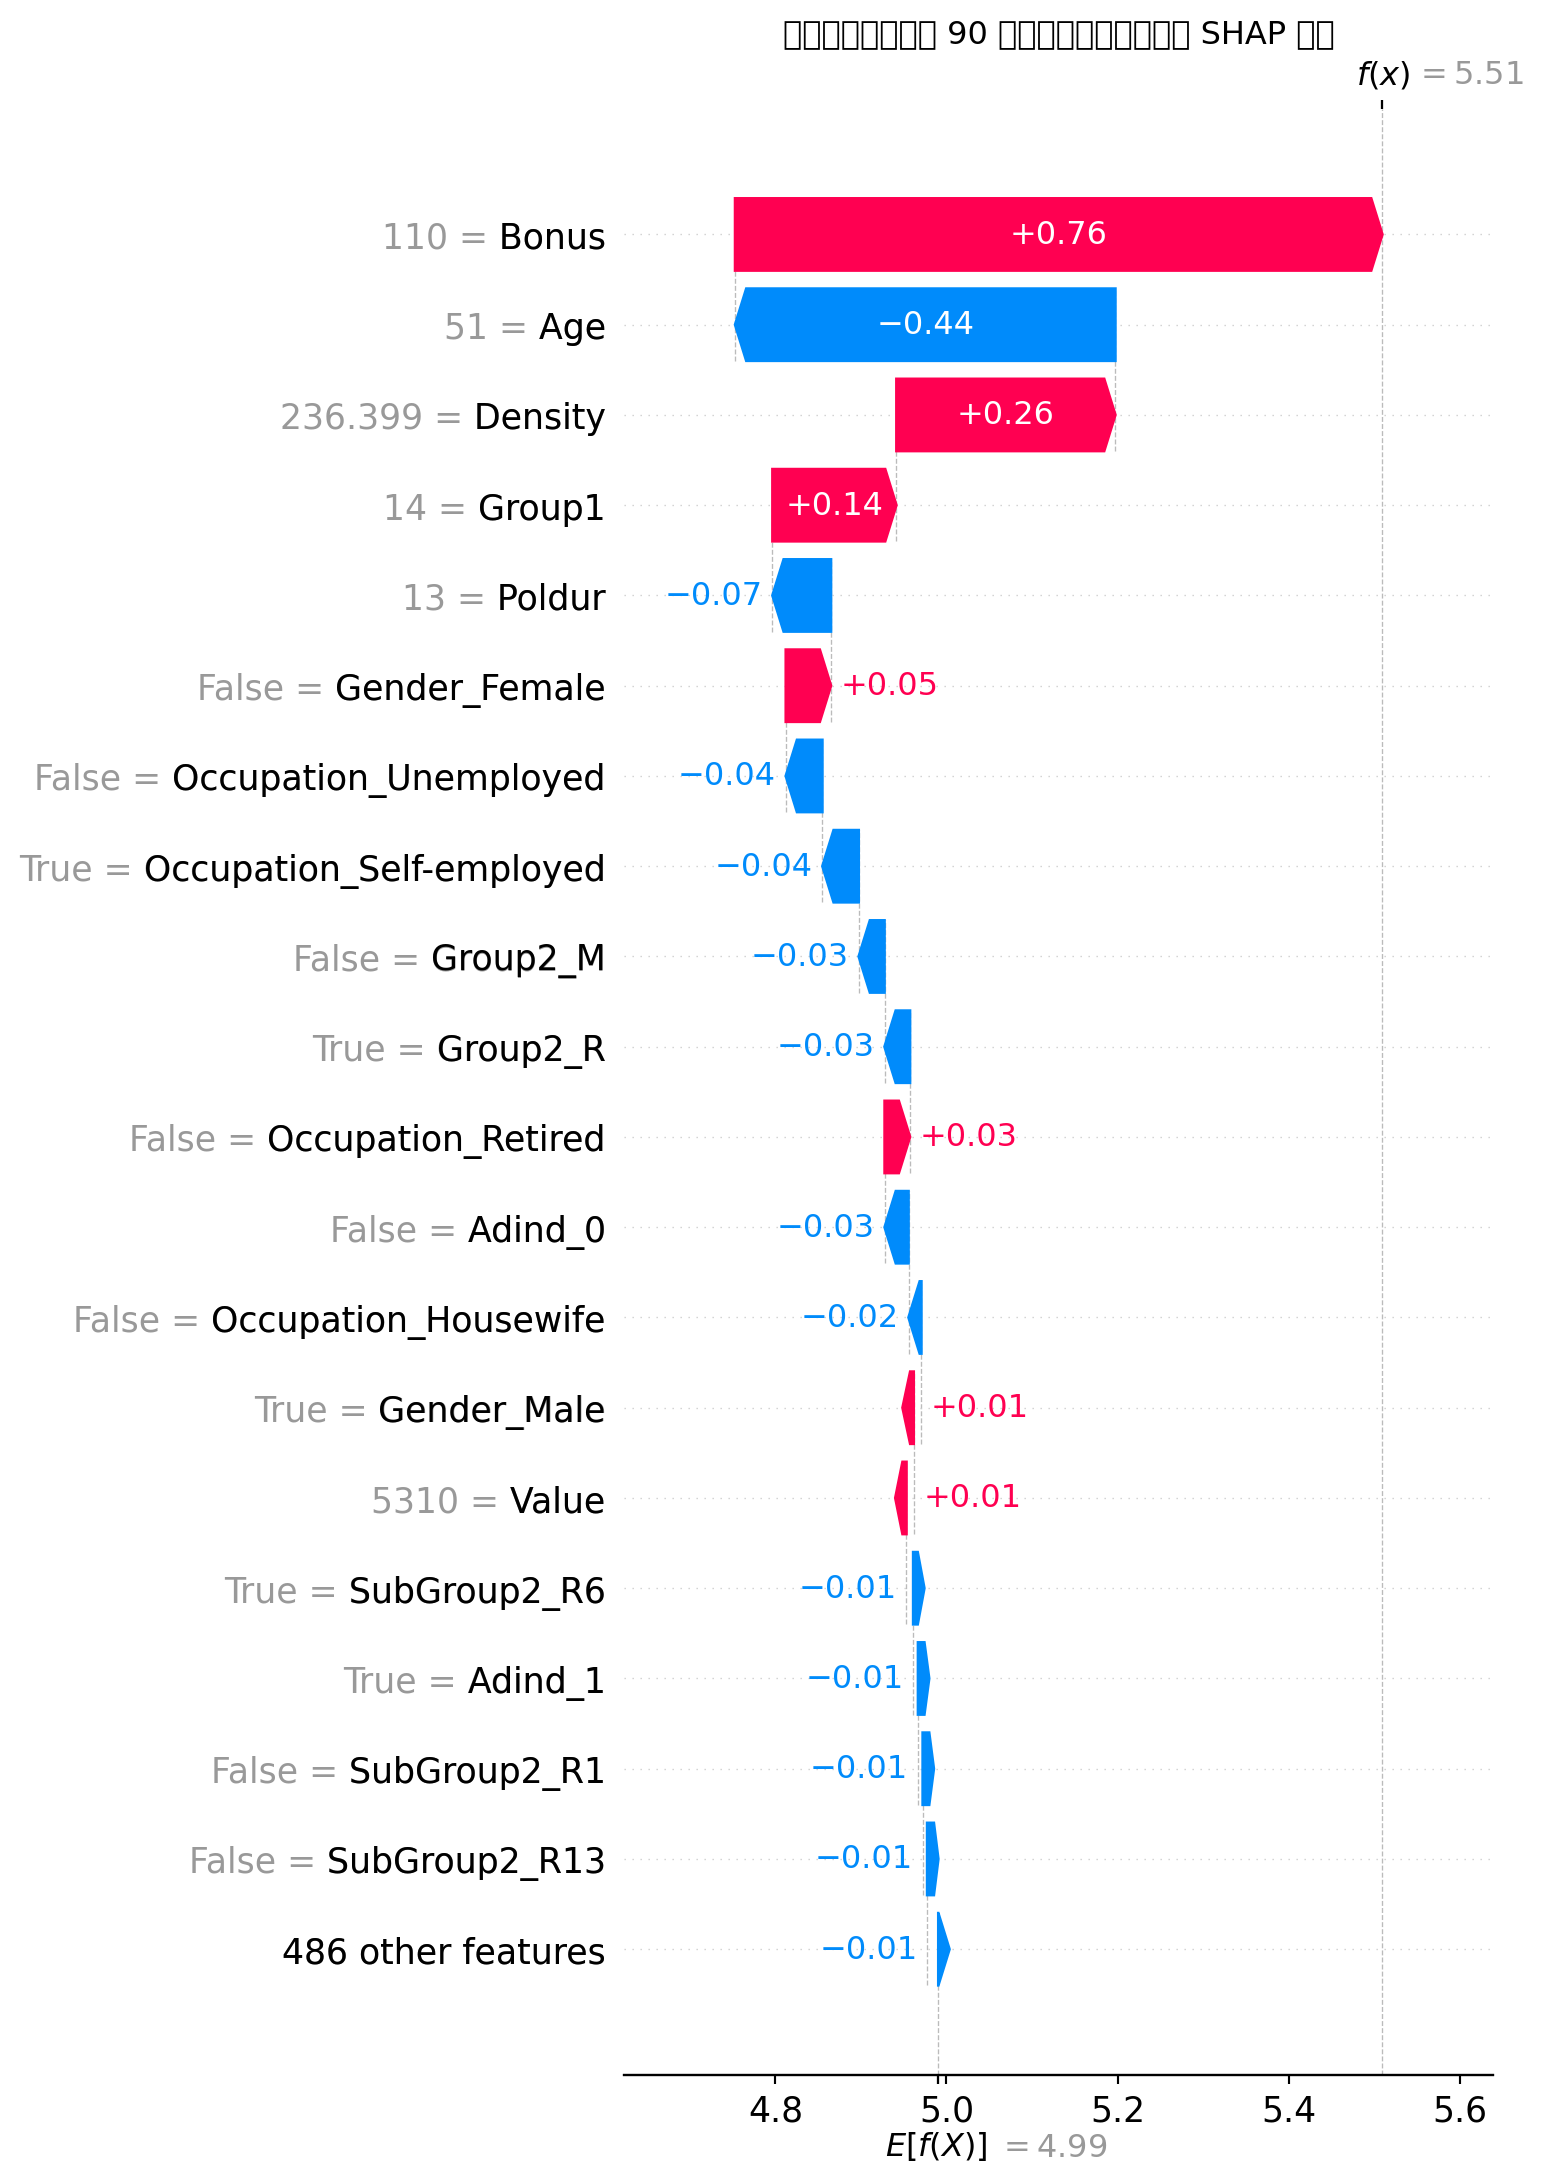 90 SHAP
f(x) = 5.51
110 = Bonus
+0.76
51 = Age
−0.44
236.399 = Density
+0.26
14 = Group1
+0.14
13 = Poldur
−0.07
False = Gender_Female
+0.05
False = Occupation_Unemployed
−0.04
True = Occupation_Self-employed
−0.04
False = Group2_M
−0.03
True = Group2_R
−0.03
False = Occupation_Retired
+0.03
False = Adind_0
−0.03
False = Occupation_Housewife
−0.02
True = Gender_Male
+0.01
5310 = Value
+0.01
True = SubGroup2_R6
−0.01
True = Adind_1
−0.01
False = SubGroup2_R1
−0.01
False = SubGroup2_R13
−0.01
486 other features
−0.01
4.8 5.0 5.2 5.4 5.6
E[f(X)] = 4.99